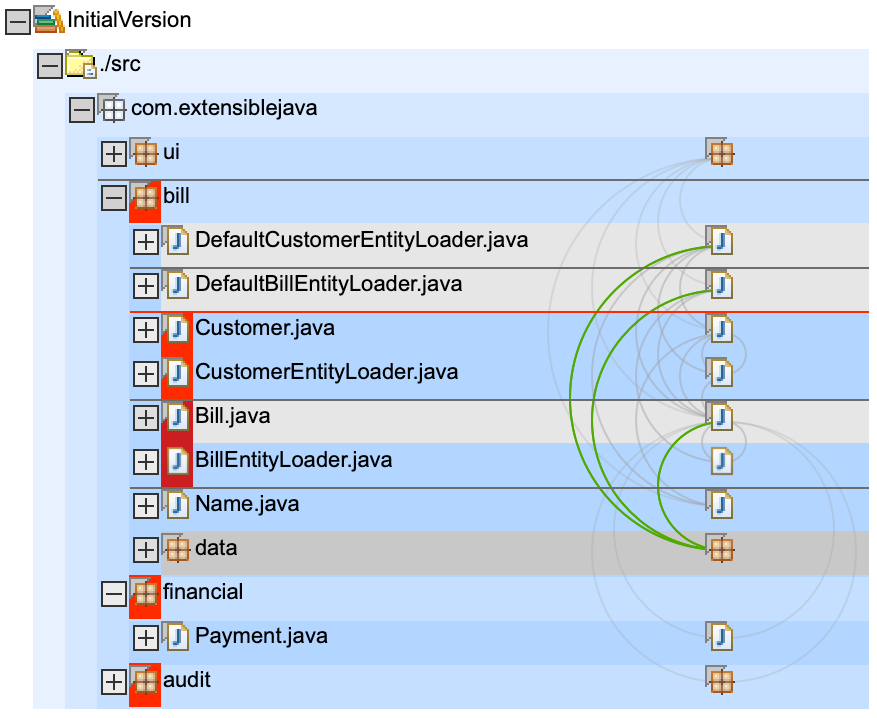 InitialVersion
./src
com.extensiblejava
ui
bill
DefaultCustomerEntityLoader.java
DefaultBillEntityLoader.java
Customer.java
CustomerEntityLoader.java
Bill.java
BillEntityLoader.java
Name.java
data
financial
Payment.java
audit